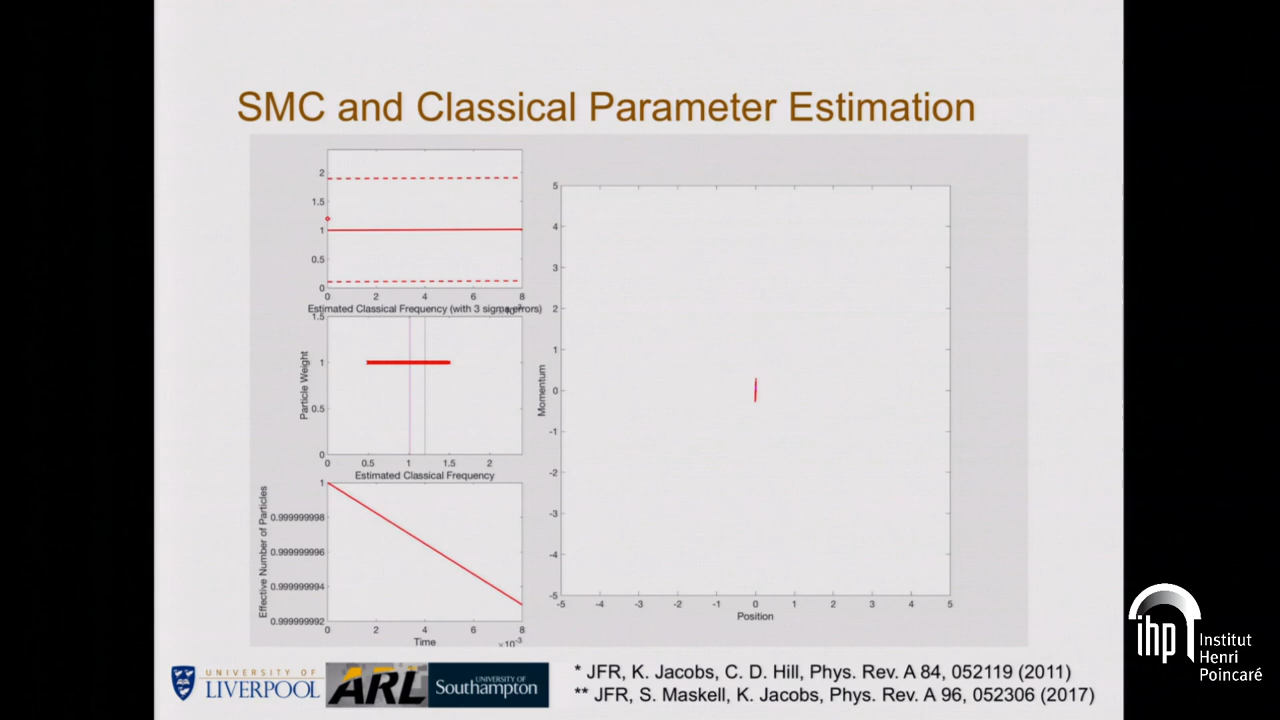 SMC and Classical Parameter Estimation
2
1.5
1
0.5
0
0 2 4 6 8
Estimated Classical Frequency (with 3 sigma errors)
1.5
1
0.5
0
Particle Weight
0 0.5 1 1.5 2
Estimated Classical Frequency
1
0.999999998
0.999999996
0.999999994
0.999999992
Effective Number of Particles
0 2 4 6 8
Time
×10⁻³
5
4
3
2
1
0
-1
-2
-3
-4
-5
Momentum
-5 -4 -3 -2 -1 0 1 2 3 4 5
Position
UNIVERSITY OF
LIVERPOOL
ARL
UNIVERSITY OF
Southampton
* JFR, K. Jacobs, C. D. Hill, Phys. Rev. A 84, 052119 (2011)
** JFR, S. Maskell, K. Jacobs, Phys. Rev. A 96, 052306 (2017)
ihp
Institut
Henri
Poincaré